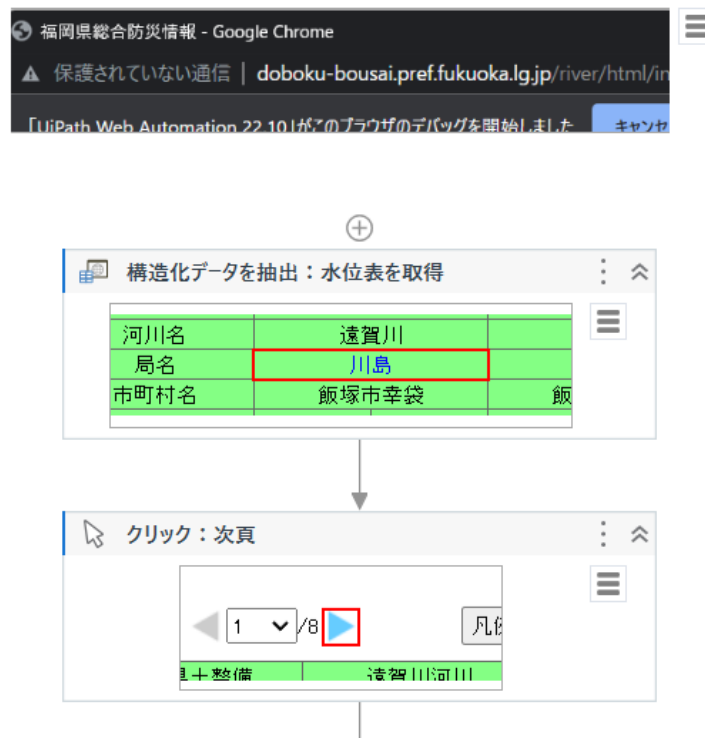 福岡県総合防災情報 - Google Chrome
保護されていない通信 | doboku-bousai.pref.fukuoka.lg.jp/river/html/in
「UiPath Web Automation 22.10」がこのブラウザのデバッグを開始しました キャンセ
構造化データを抽出：水位表を取得
河川名 遠賀川
局名 川島
市町村名 飯塚市幸袋 飯
クリック：次頁
1 /8 凡例
県土整備 遠賀川河川